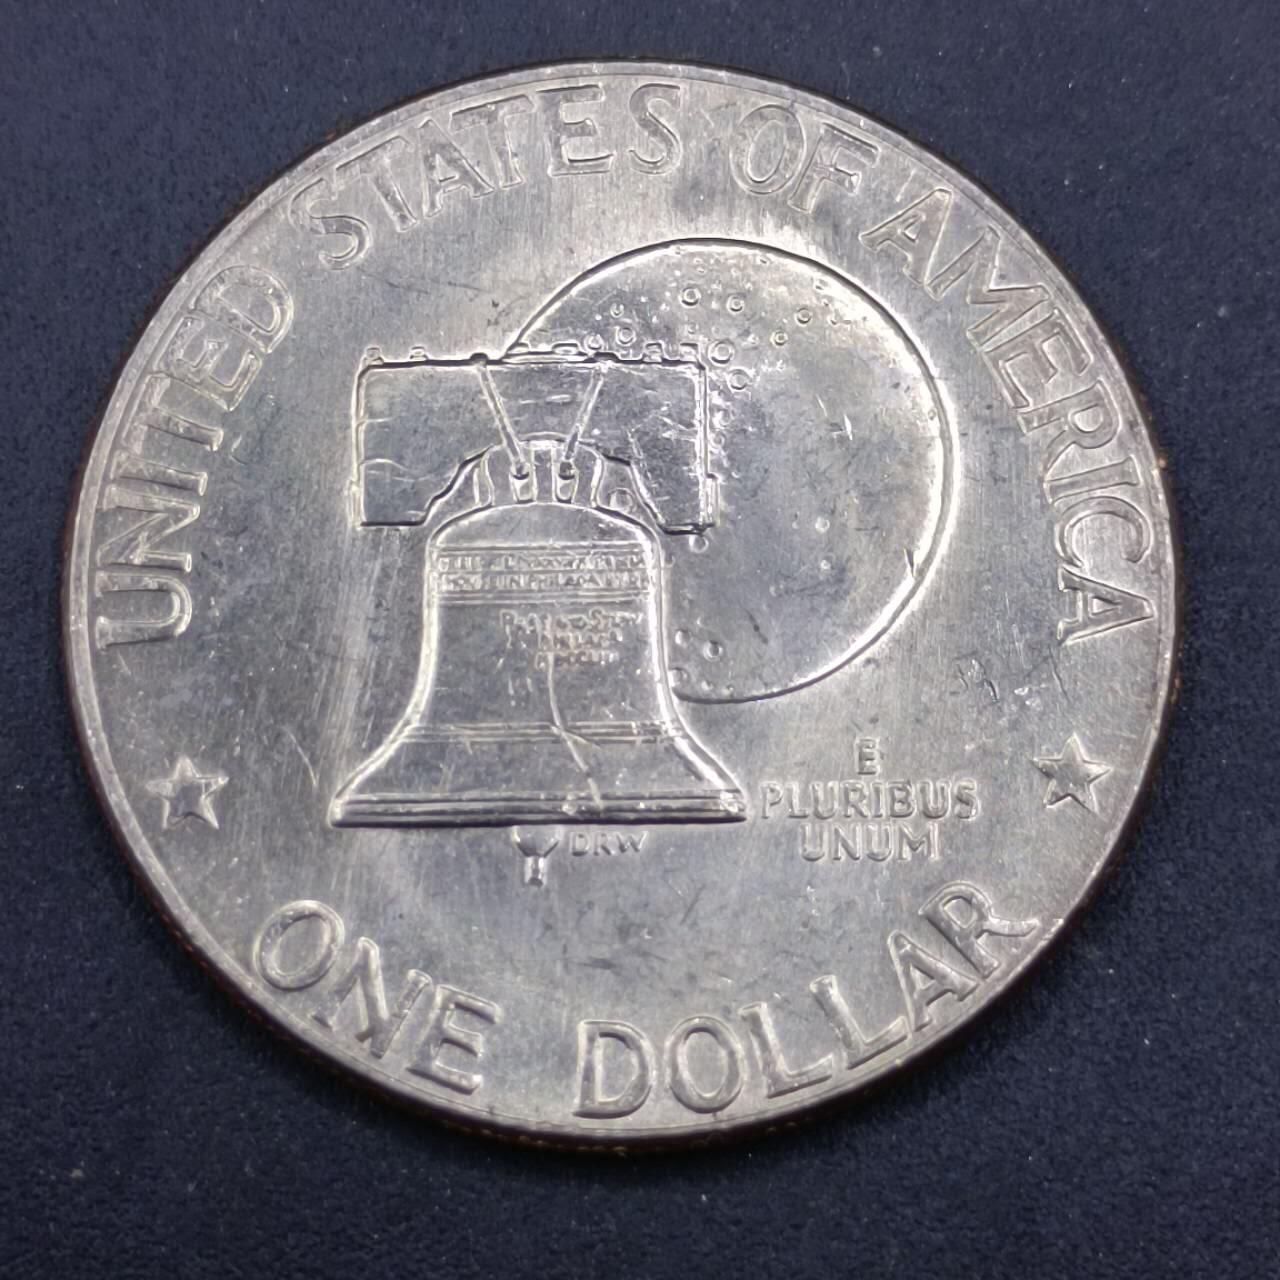 UNITED STATES OF AMERICA
E
PLURIBUS
UNUM
DRW
ONE DOLLAR